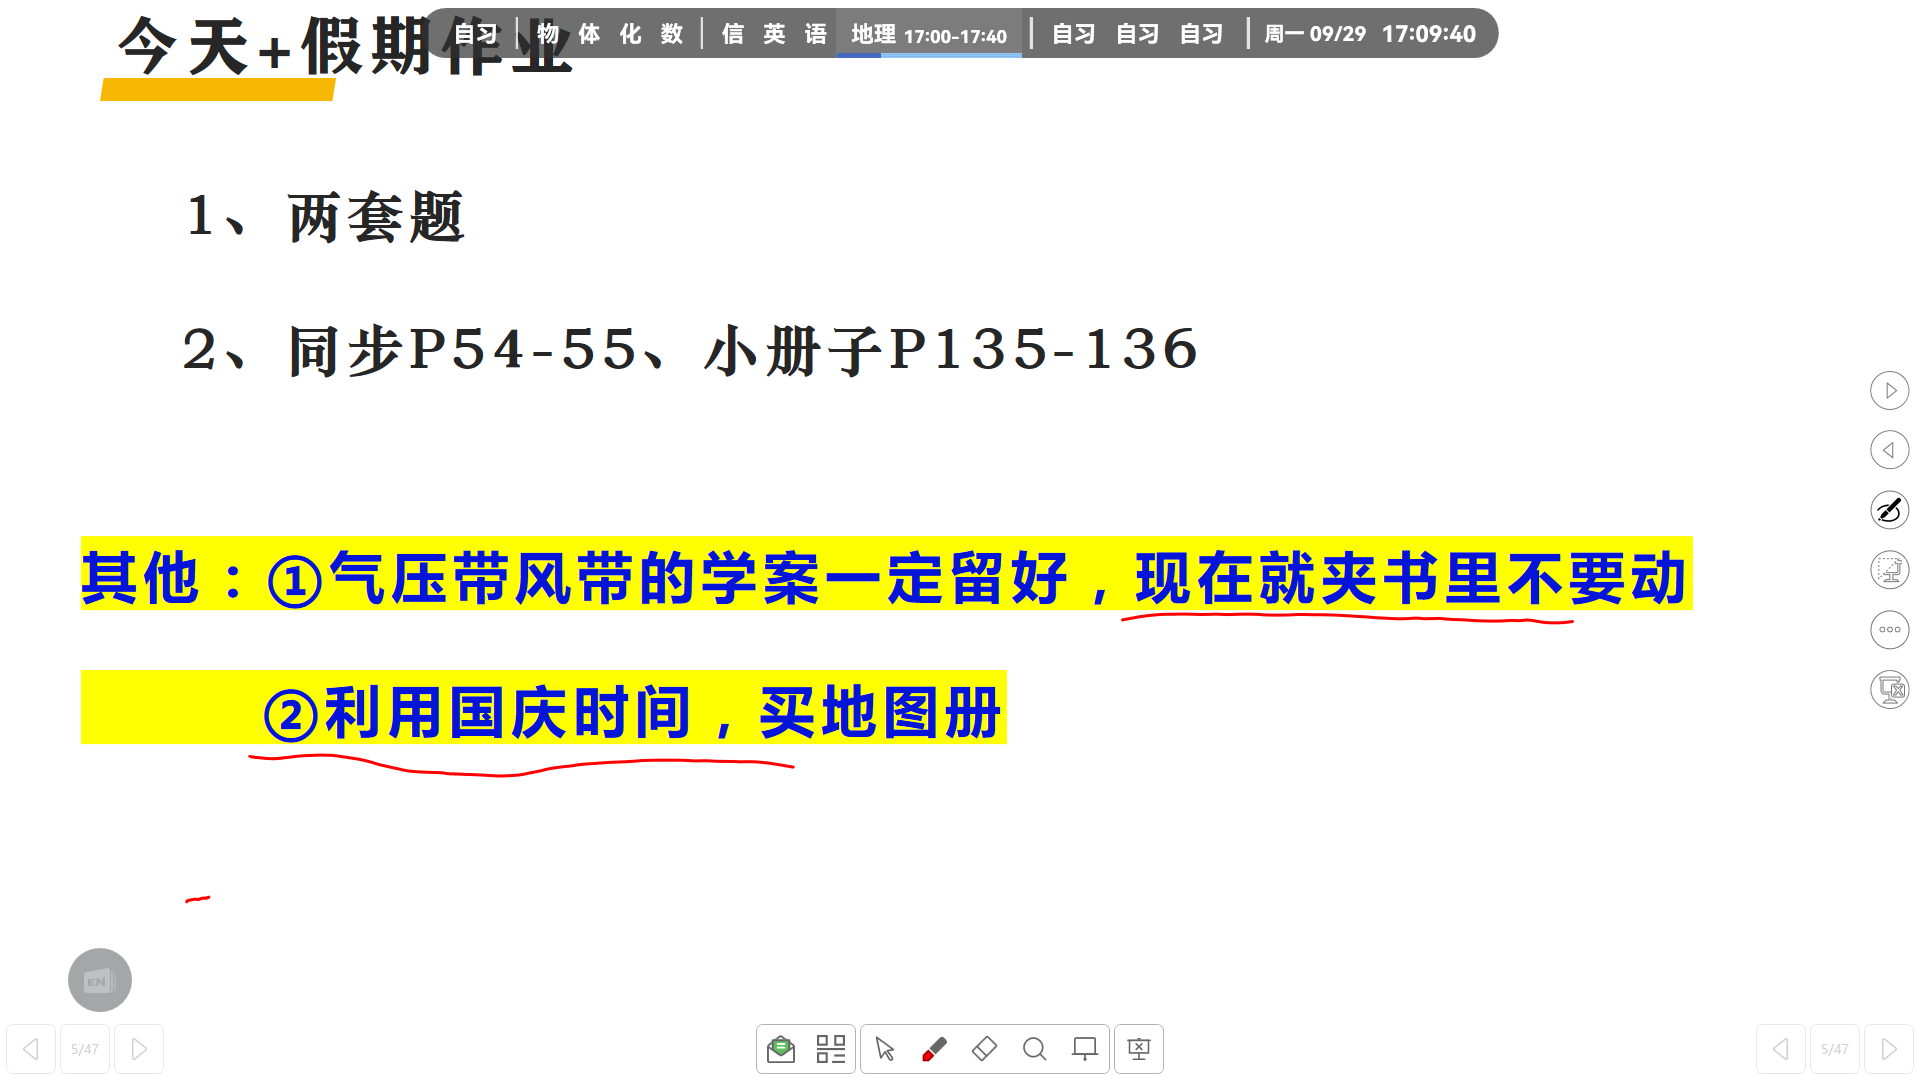 今天+假期作业
自习 物 体 化 数 信 英 语 地理 17:00-17:40 自习 自习 自习 周一 09/29 17:09:40
1、两套题
2、同步P54-55、小册子P135-136
其他：①气压带风带的学案一定留好，现在就夹书里不要动
②利用国庆时间，买地图册
EN
5/47
5/47